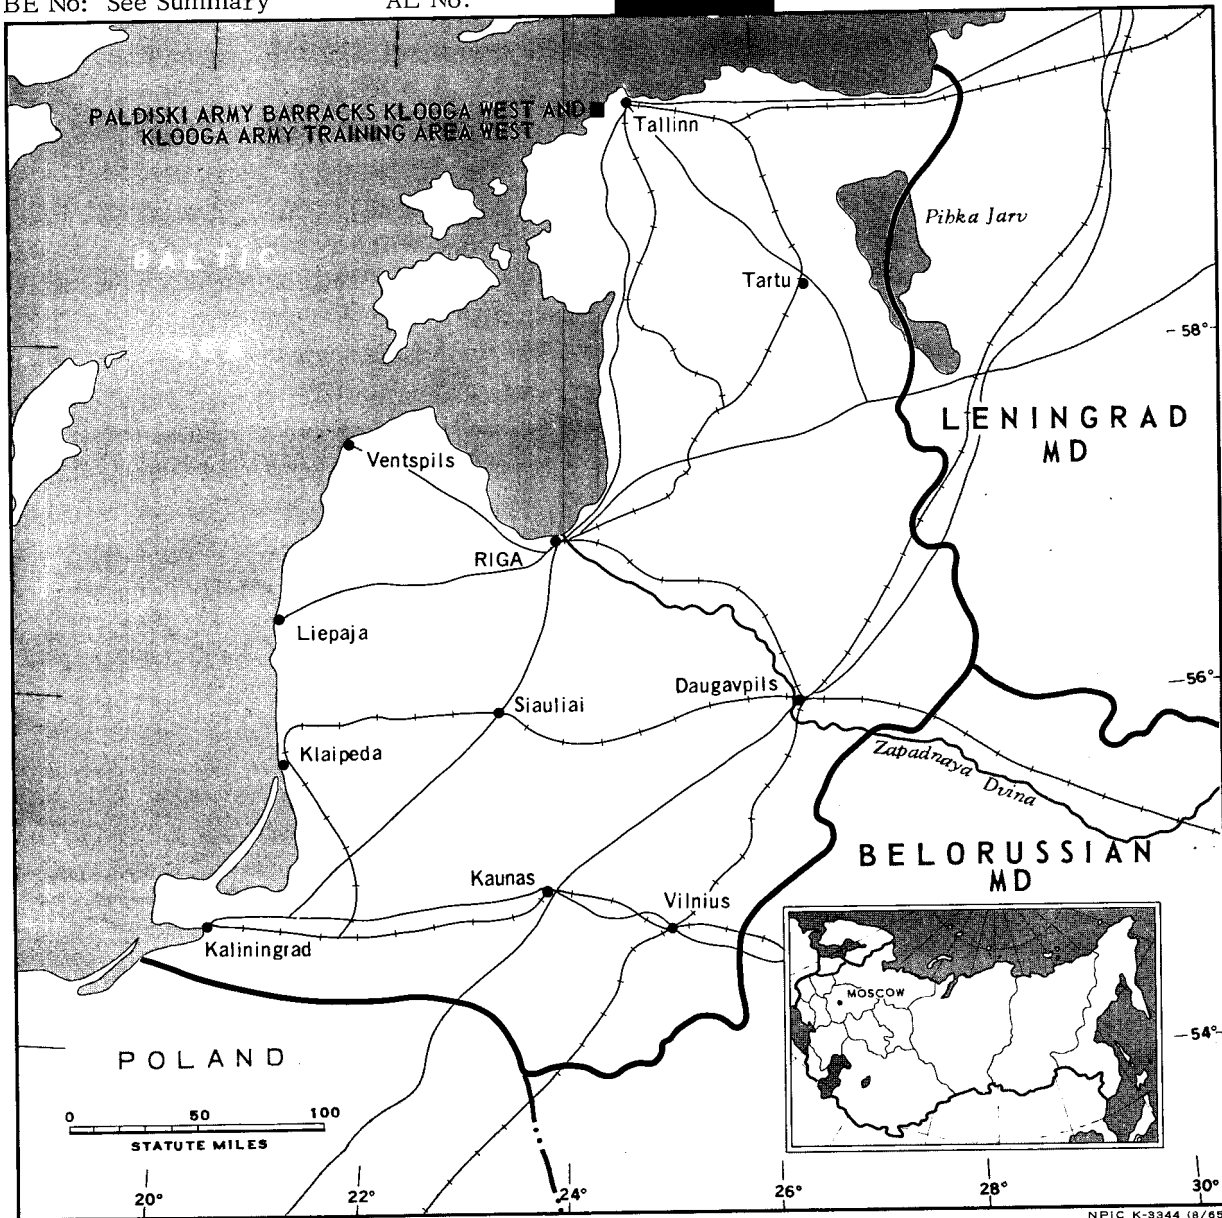 BE No: See Summary AL No:
PALDISKI ARMY BARRACKS KLOOGA WEST AND
KLOOGA ARMY TRAINING AREA WEST
Tallinn
Pihka Jarv
BALTIC
SEA
Tartu
58°
LENINGRAD
MD
Ventspils
RIGA
Liepaja
Daugavpils
56°
Siauliai
Klaipeda
Zapadnaya Dvina
BELORUSSIAN
MD
Kaunas
Vilnius
Kaliningrad
MOSCOW
54°
POLAND
0 50 100
STATUTE MILES
20° 22° 24° 26° 28° 30°
NPIC K-3344 (8/65